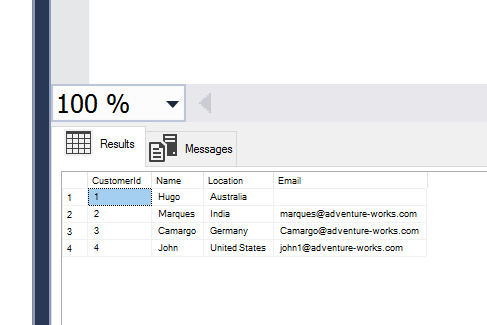 100 %
Results
Messages
CustomerId Name Location Email
1 1 Hugo Australia
2 2 Marques India marques@adventure-works.com
3 3 Camargo Germany Camargo@adventure-works.com
4 4 John United States john1@adventure-works.com